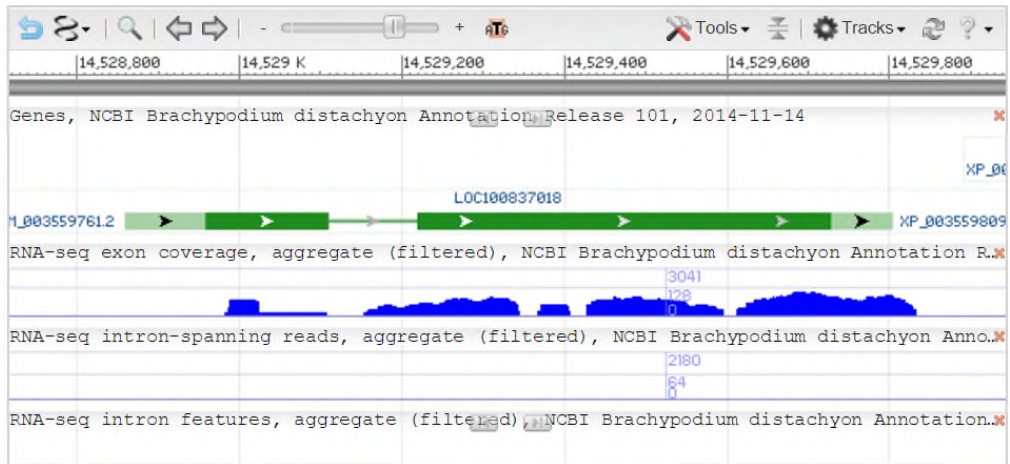 - + ATG Tools Tracks ?
14,528,800 14,529 K 14,529,200 14,529,400 14,529,600 14,529,800
Genes, NCBI Brachypodium distachyon Annotation Release 101, 2014-11-14
XP_00
LOC100837018
M_003559761.2 XP_003559809
RNA-seq exon coverage, aggregate (filtered), NCBI Brachypodium distachyon Annotation R…
3041
128
0
RNA-seq intron-spanning reads, aggregate (filtered), NCBI Brachypodium distachyon Anno…
2180
64
0
RNA-seq intron features, aggregate (filtered), NCBI Brachypodium distachyon Annotation…